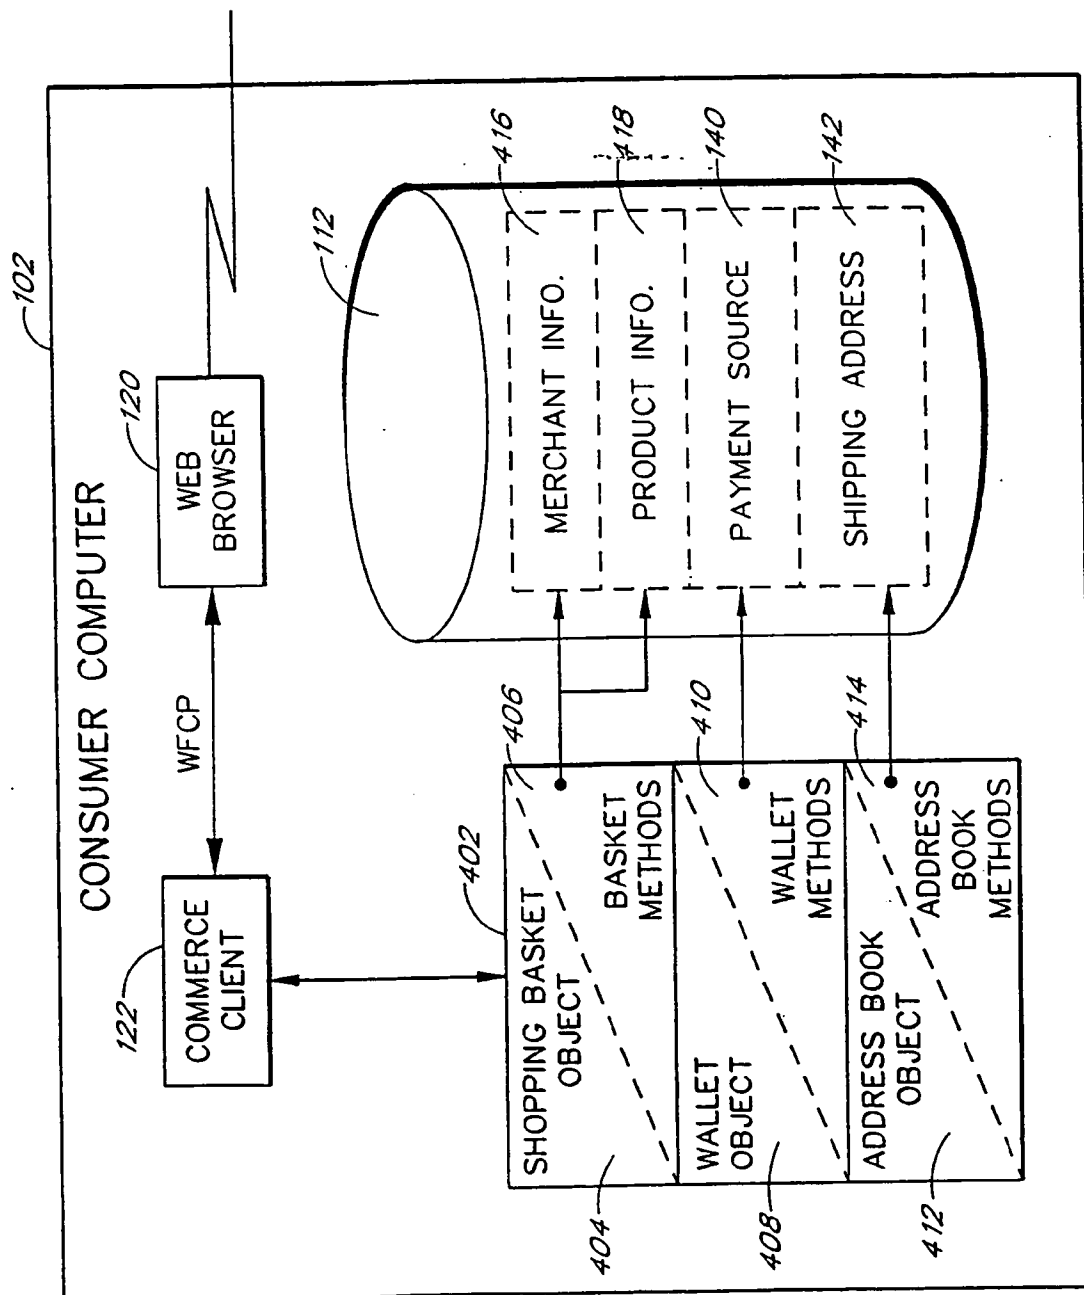 102
CONSUMER COMPUTER
122
COMMERCE
CLIENT
WFCP
120
WEB
BROWSER
402
SHOPPING BASKET
OBJECT
404
406
BASKET
METHODS
WALLET
OBJECT
408
410
WALLET
METHODS
ADDRESS BOOK
OBJECT
412
414
ADDRESS
BOOK
METHODS
112
MERCHANT INFO.
416
PRODUCT INFO.
418
PAYMENT SOURCE
140
SHIPPING ADDRESS
142